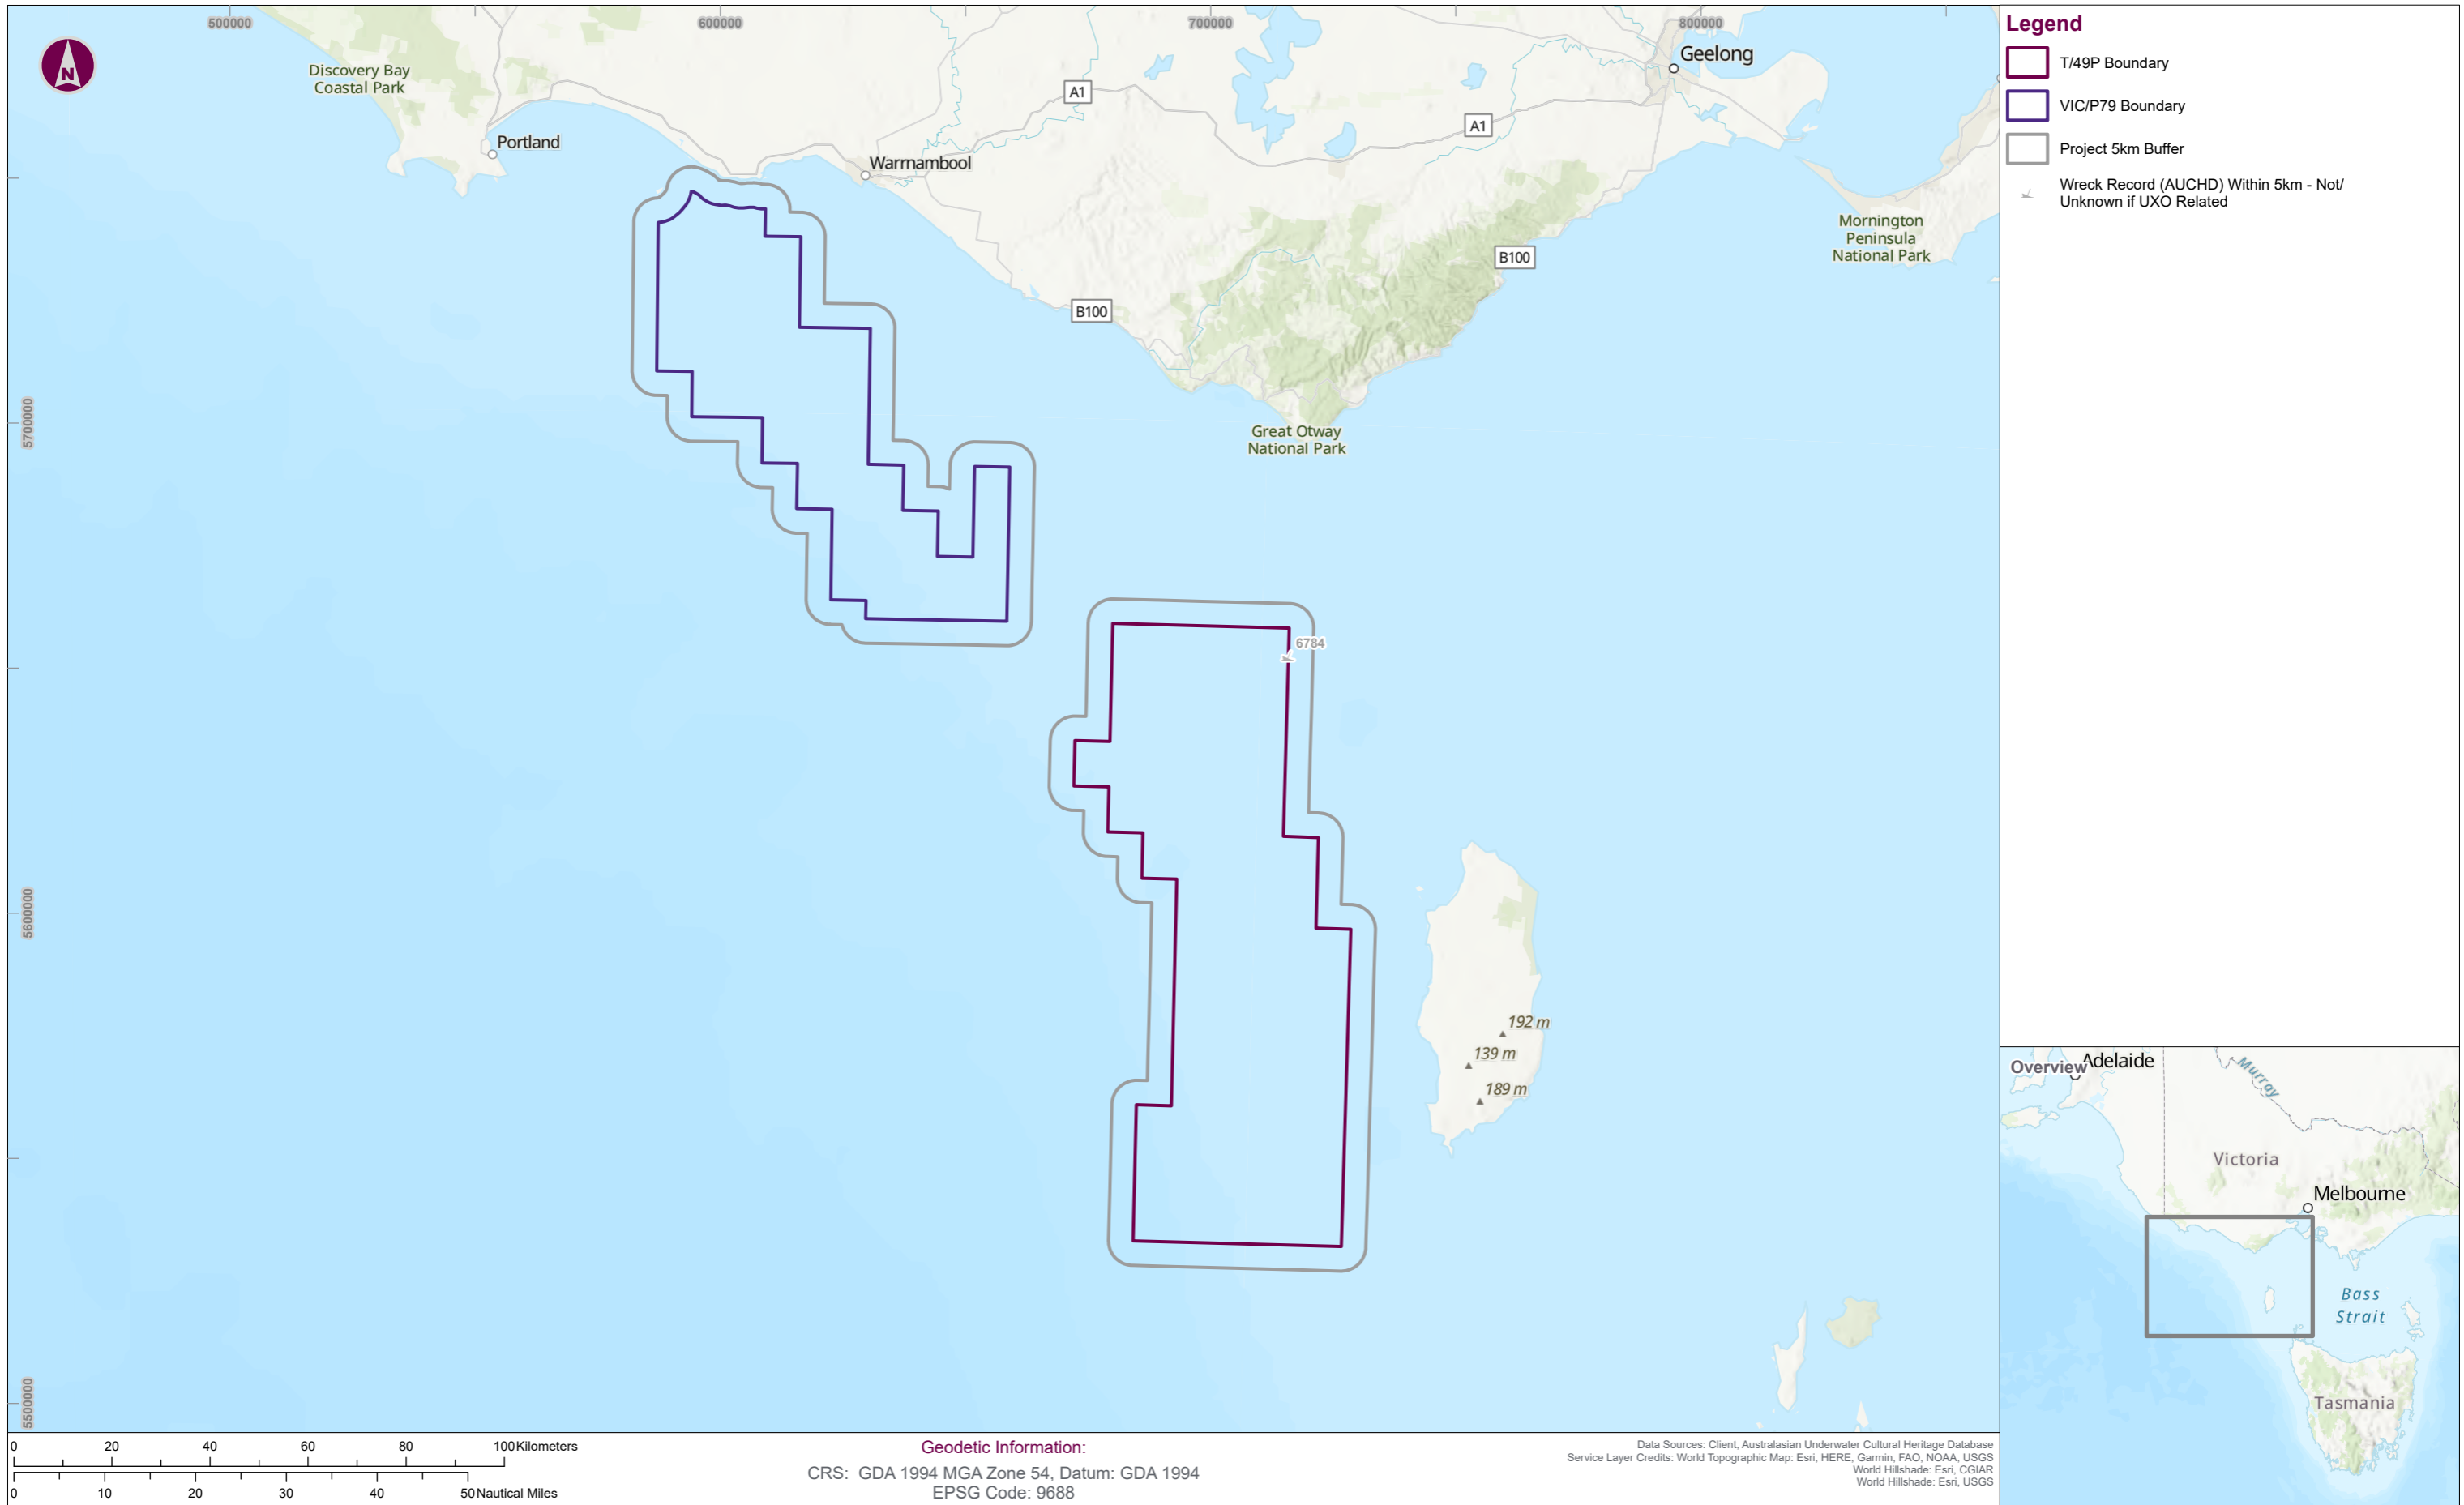 500000
600000
700000
800000
N
Discovery Bay
Coastal Park
Portland
Warrnambool
A1
A1
Geelong
B100
B100
Mornington
Peninsula
National Park
Great Otway
National Park
5700000
5600000
5500000
6784
192 m
139 m
189 m
Legend
T/49P Boundary
VIC/P79 Boundary
Project 5km Buffer
Wreck Record (AUCHD) Within 5km - Not/
Unknown if UXO Related
Overview
Adelaide
Murray
Victoria
Melbourne
Bass
Strait
Tasmania
0 20 40 60 80 100 Kilometers
0 10 20 30 40 50 Nautical Miles
Geodetic Information:
CRS: GDA 1994 MGA Zone 54, Datum: GDA 1994
EPSG Code: 9688
Data Sources: Client, Australasian Underwater Cultural Heritage Database
Service Layer Credits: World Topographic Map: Esri, HERE, Garmin, FAO, NOAA, USGS
World Hillshade: Esri, CGIAR
World Hillshade: Esri, USGS